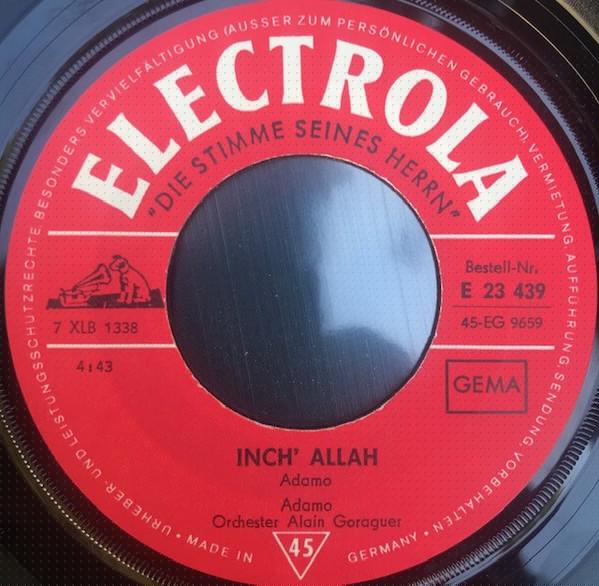 URHEBER- UND LEISTUNGSSCHUTZRECHTE, BESONDERS VERVIELFÄLTIGUNG (AUSSER ZUM PERSÖNLICHEN GEBRAUCH), VERMIETUNG, AUFFÜHRUNG, SENDUNG, VORBEHALTEN.
ELECTROLA
"DIE STIMME SEINES HERRN"
Bestell-Nr.
E 23 439
7 XLB 1338
45-EG 9659
4:43
GEMA
INCH' ALLAH
Adamo
Adamo
Orchester Alain Goraguer
• MADE IN GERMANY •
45